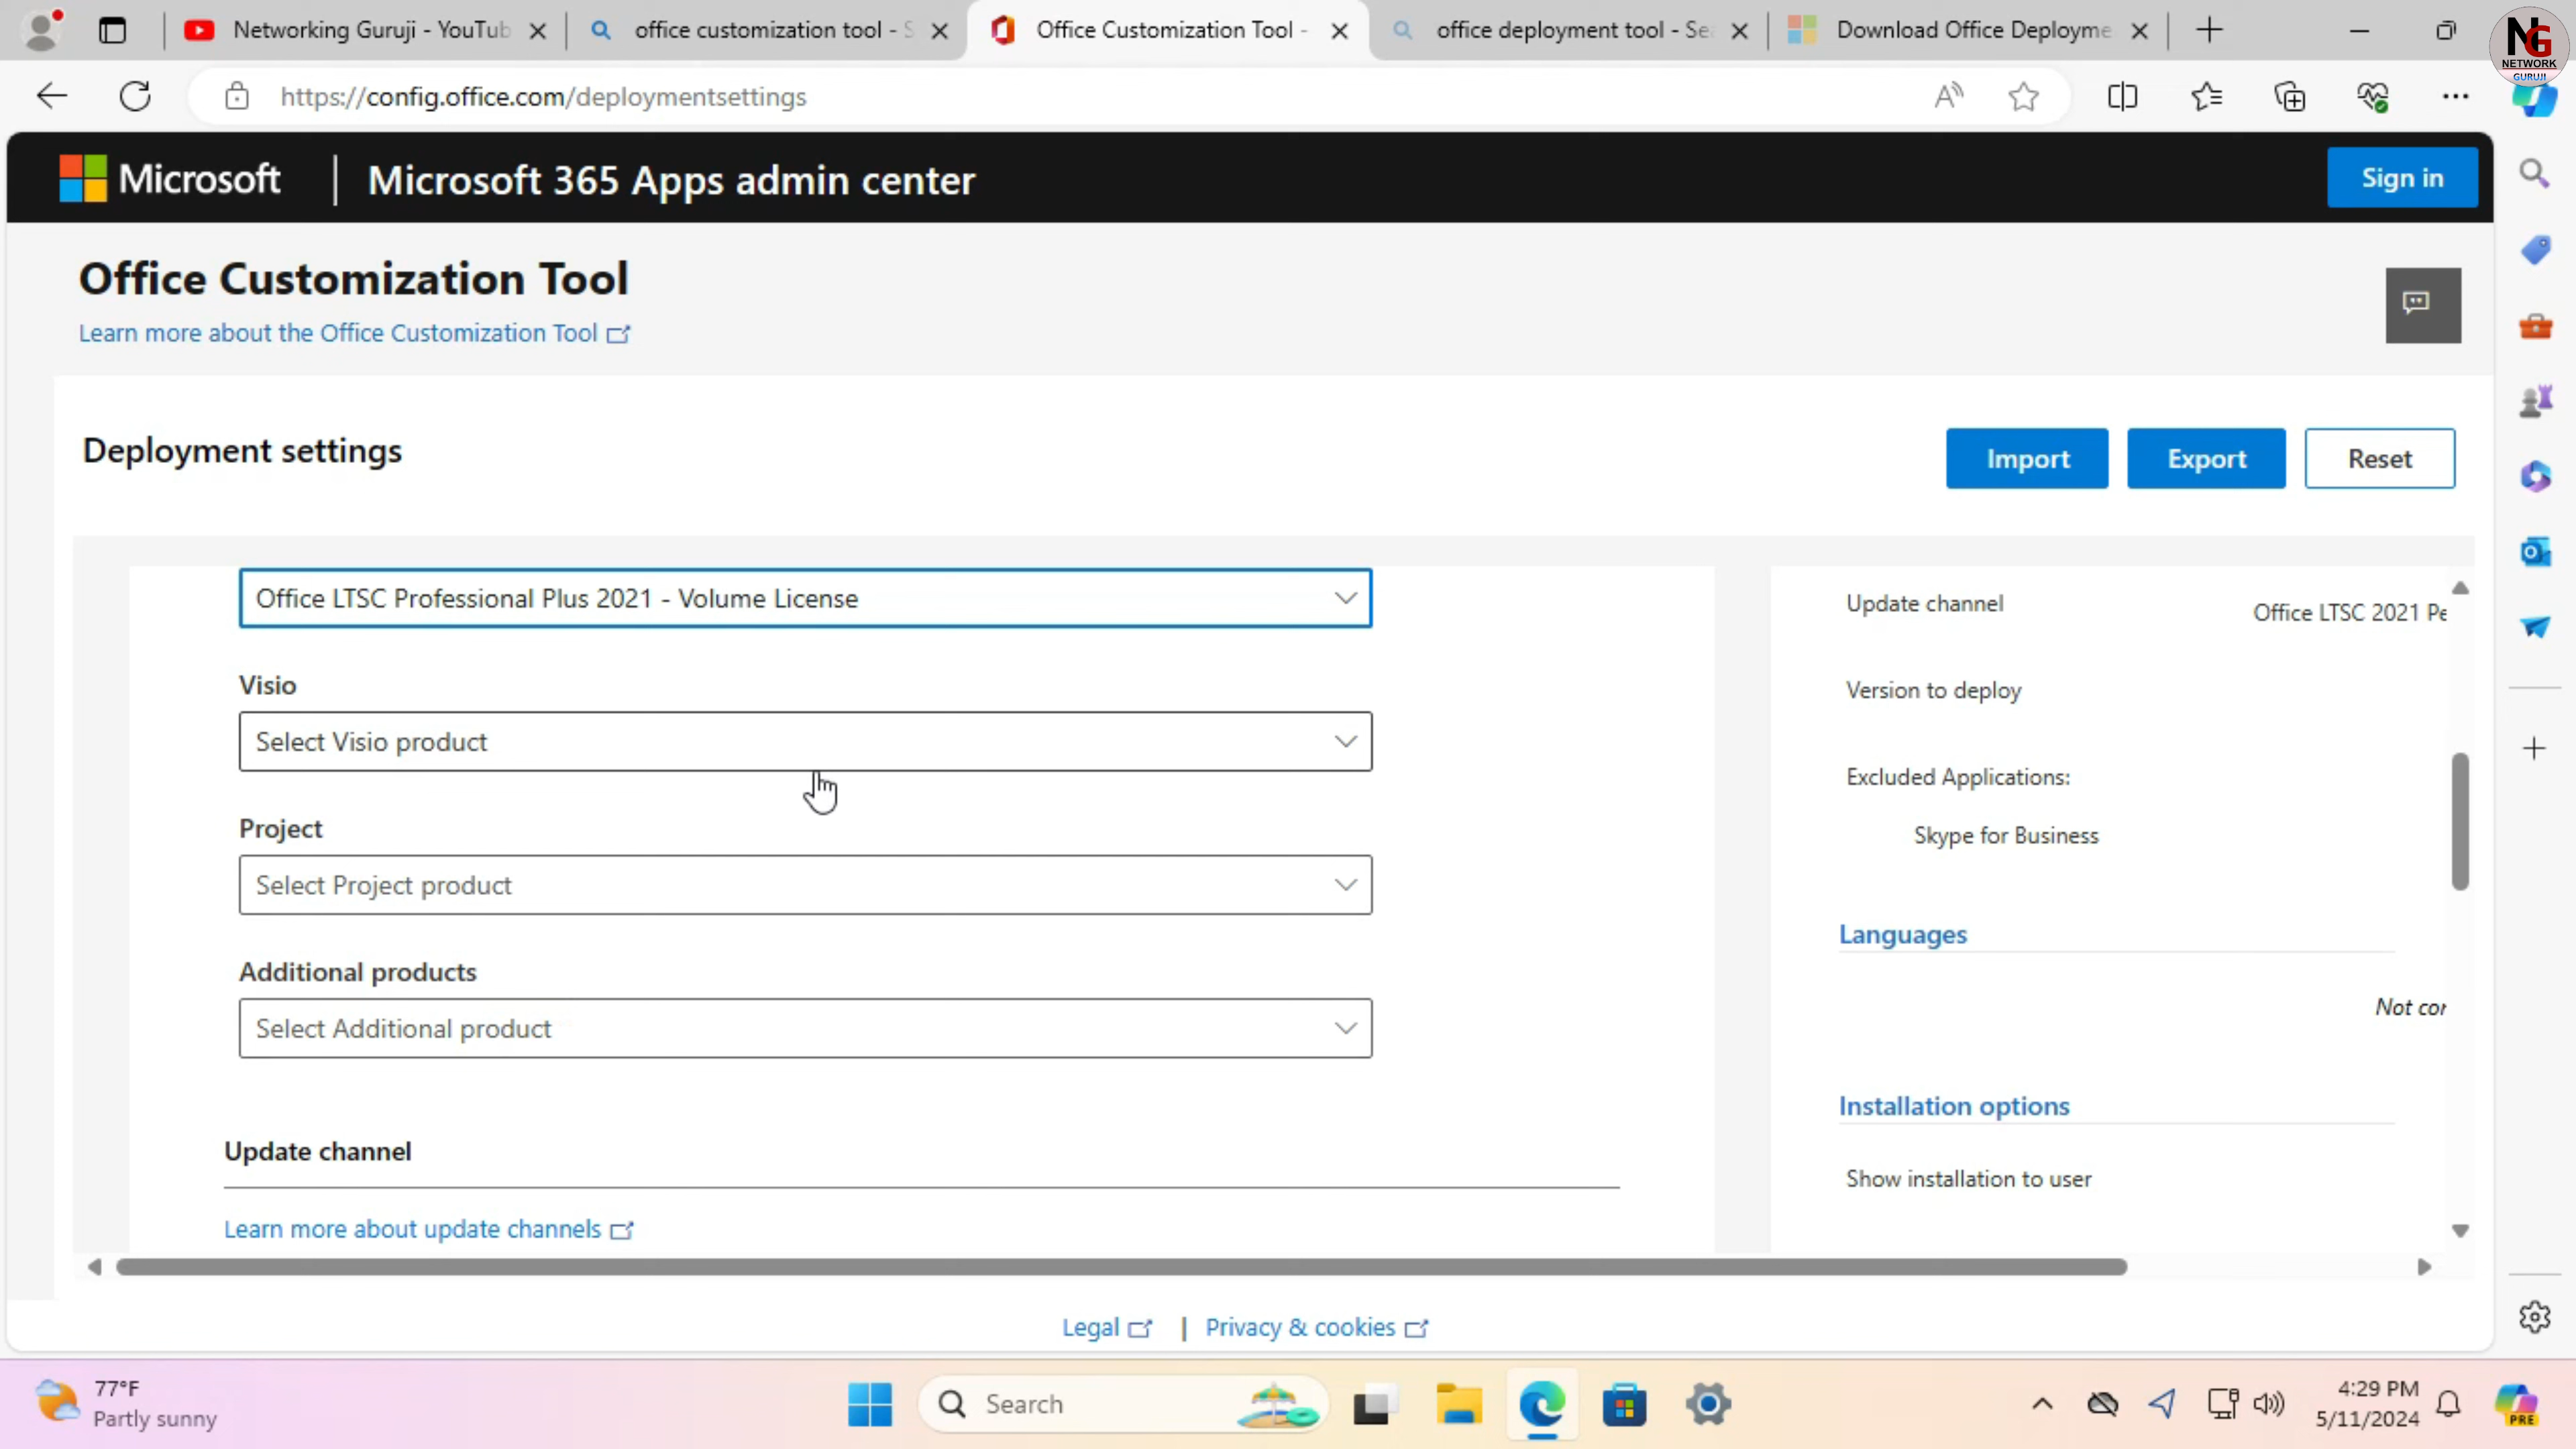 Networking Guruji - YouTub
office customization tool - S
Office Customization Tool -
office deployment tool - Sea
Download Office Deployme
NG
NETWORK
GURUJI
https://config.office.com/deploymentsettings
Microsoft | Microsoft 365 Apps admin center
Sign in
Office Customization Tool
Learn more about the Office Customization Tool
Deployment settings
Import
Export
Reset
Office LTSC Professional Plus 2021 - Volume License
Visio
Select Visio product
Project
Select Project product
Additional products
Select Additional product
Update channel
Learn more about update channels
Update channel
Office LTSC 2021 Pe
Version to deploy
Excluded Applications:
Skype for Business
Languages
Not cor
Installation options
Show installation to user
Legal | Privacy & cookies
77°F
Partly sunny
Search
4:29 PM
5/11/2024
PRE